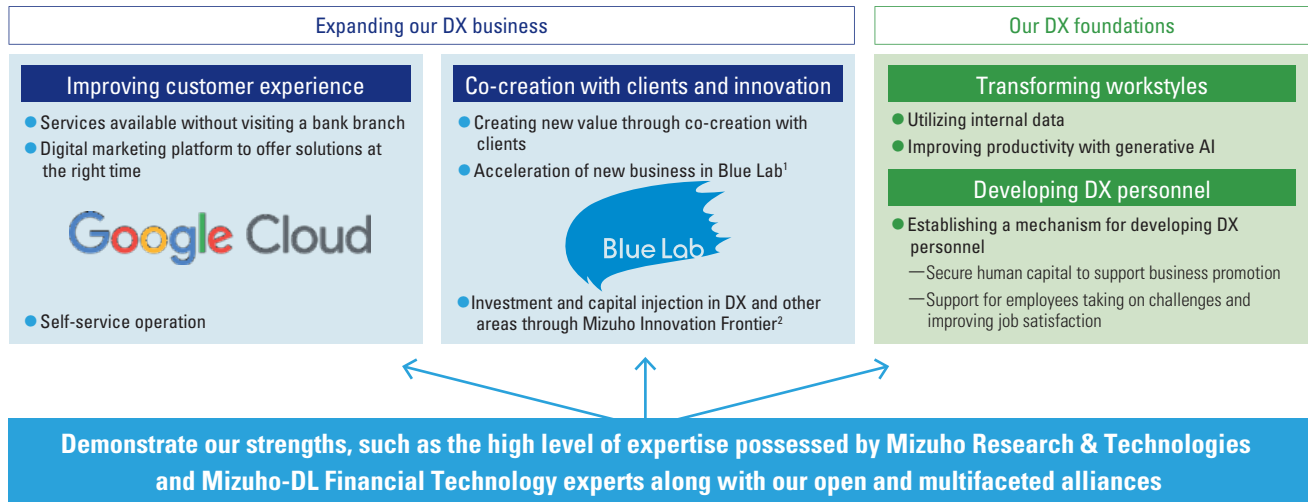 Expanding our DX business
Our DX foundations
Improving customer experience
● Services available without visiting a bank branch
● Digital marketing platform to offer solutions at
the right time
Google Cloud
● Self-service operation
Co-creation with clients and innovation
● Creating new value through co-creation with
clients
● Acceleration of new business in Blue Lab¹
Blue Lab
● Investment and capital injection in DX and other
areas through Mizuho Innovation Frontier²
Transforming workstyles
● Utilizing internal data
● Improving productivity with generative AI
Developing DX personnel
● Establishing a mechanism for developing DX
personnel
—Secure human capital to support business promotion
—Support for employees taking on challenges and
improving job satisfaction
Demonstrate our strengths, such as the high level of expertise possessed by Mizuho Research & Technologies
and Mizuho-DL Financial Technology experts along with our open and multifaceted alliances